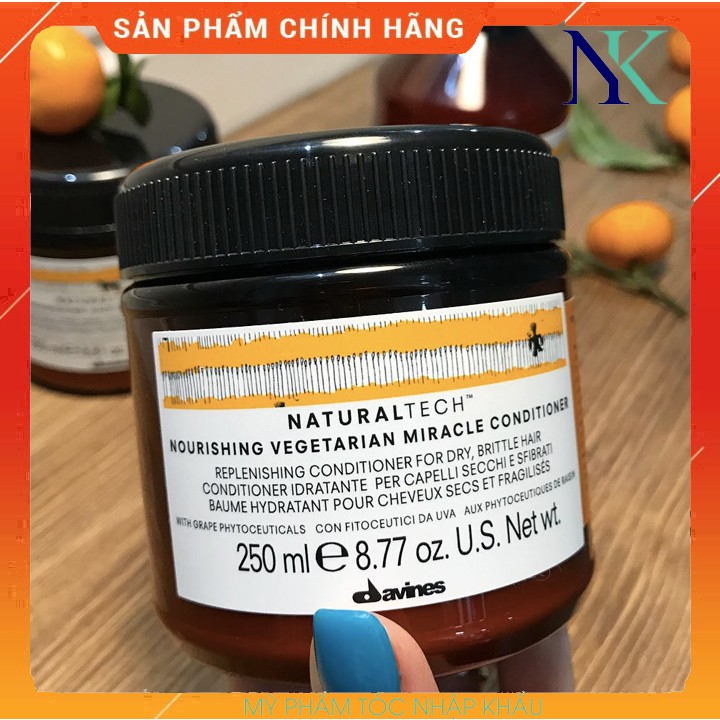 SẢN PHẨM CHÍNH HÃNG
NK
NATURALTECH™
NOURISHING VEGETARIAN MIRACLE CONDITIONER
REPLENISHING CONDITIONER FOR DRY, BRITTLE HAIR
CONDITIONER IDRATANTE PER CAPELLI SECCHI E SFIBRATI
BAUME HYDRATANT POUR CHEVEUX SECS ET FRAGILISÉS
WITH GRAPE PHYTOCEUTICALS CON FITOCEUTICI DA UVA AUX PHYTOCEUTIQUES DE RAISIN
250 ml e 8.77 oz. U.S. Net wt.
davines
MỸ PHẨM TÓC NHẬP KHẨU